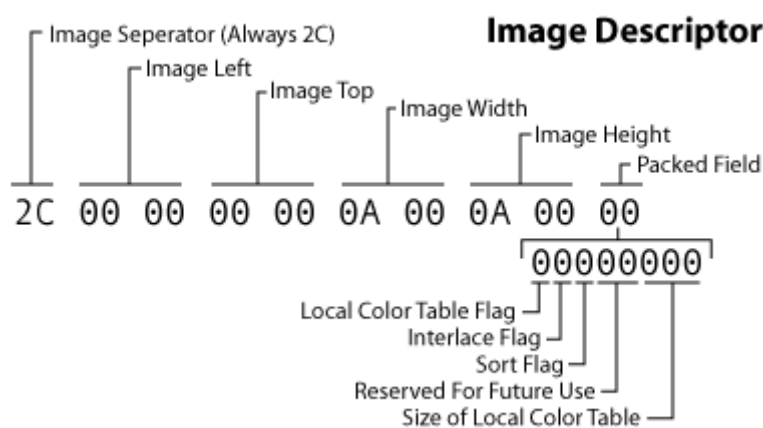 Image Descriptor
Image Seperator (Always 2C)
Image Left
Image Top
Image Width
Image Height
Packed Field
2C 00 00 00 00 0A 00 0A 00 00
00000000
Local Color Table Flag
Interlace Flag
Sort Flag
Reserved For Future Use
Size of Local Color Table